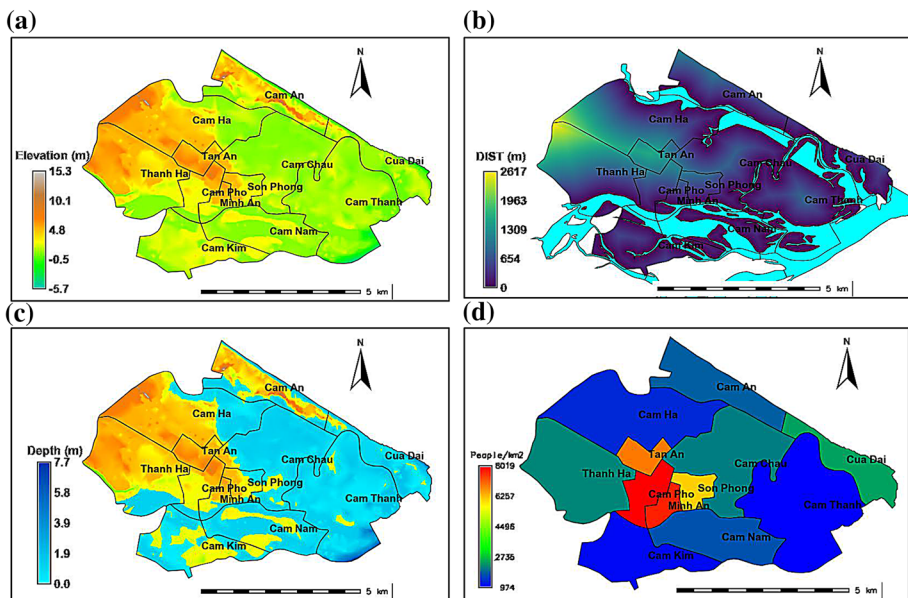 (a)
N
Cam An
Cam Ha
Elevation (m)
15.3
10.1
4.8
-0.5
-5.7
Tan An
Cam Chau
Cua Dai
Thanh Ha
Cam Pho
Son Phong
Minh An
Cam Thanh
Cam Nam
Cam Kim
5 km
(b)
N
Cam An
Cam Ha
DIST (m)
2617
1963
1309
654
0
Tan An
Cam Chau
Cua Dai
Thanh Ha
Cam Pho
Son Phong
Minh An
Cam Thanh
Cam Nam
Cam Kim
5 km
(c)
N
Cam An
Cam Ha
Depth (m)
7.7
5.8
3.9
1.9
0.0
Tan An
Cam Chau
Cua Dai
Thanh Ha
Cam Pho
Son Phong
Minh An
Cam Thanh
Cam Nam
Cam Kim
5 km
(d)
N
Cam An
Cam Ha
People/km2
8019
6257
4496
2735
974
Tan An
Cam Chau
Cua Dai
Thanh Ha
Cam Pho
Son Phong
Minh An
Cam Thanh
Cam Nam
Cam Kim
5 km